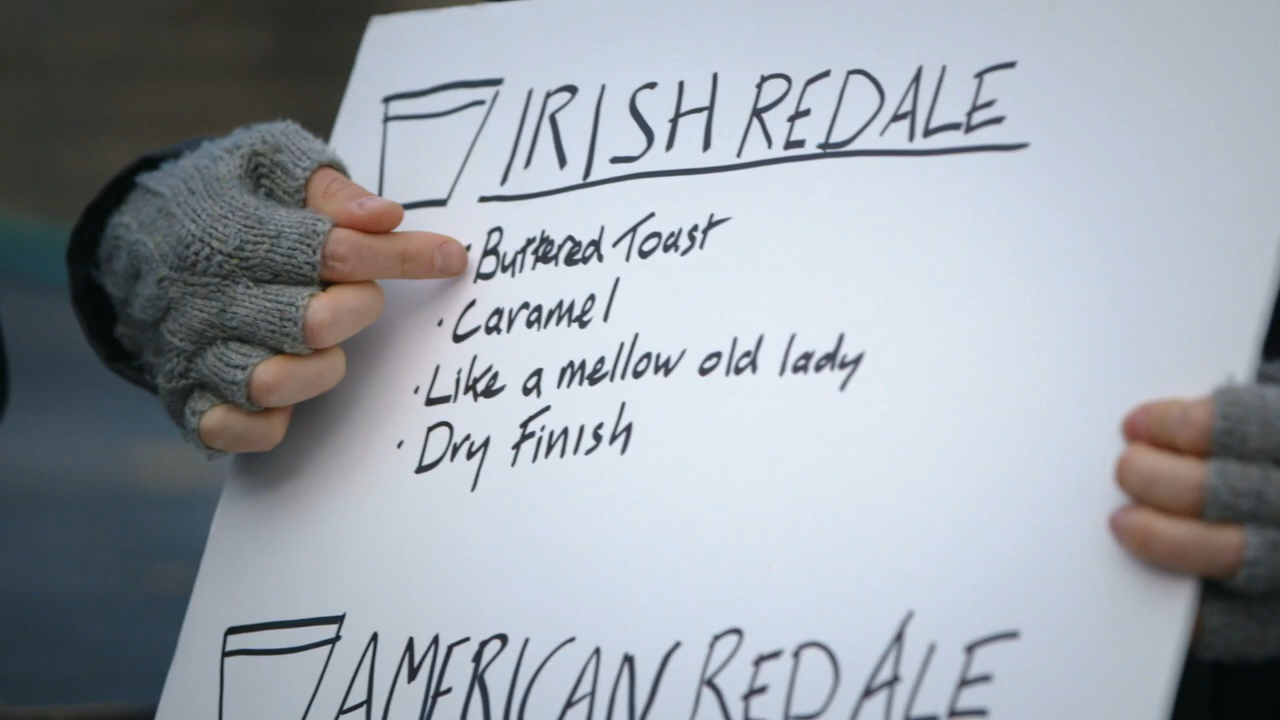 IRISH REDALE
· Buttered Toast
· Caramel
· Like a mellow old lady
· Dry Finish
AMERICAN RED ALE